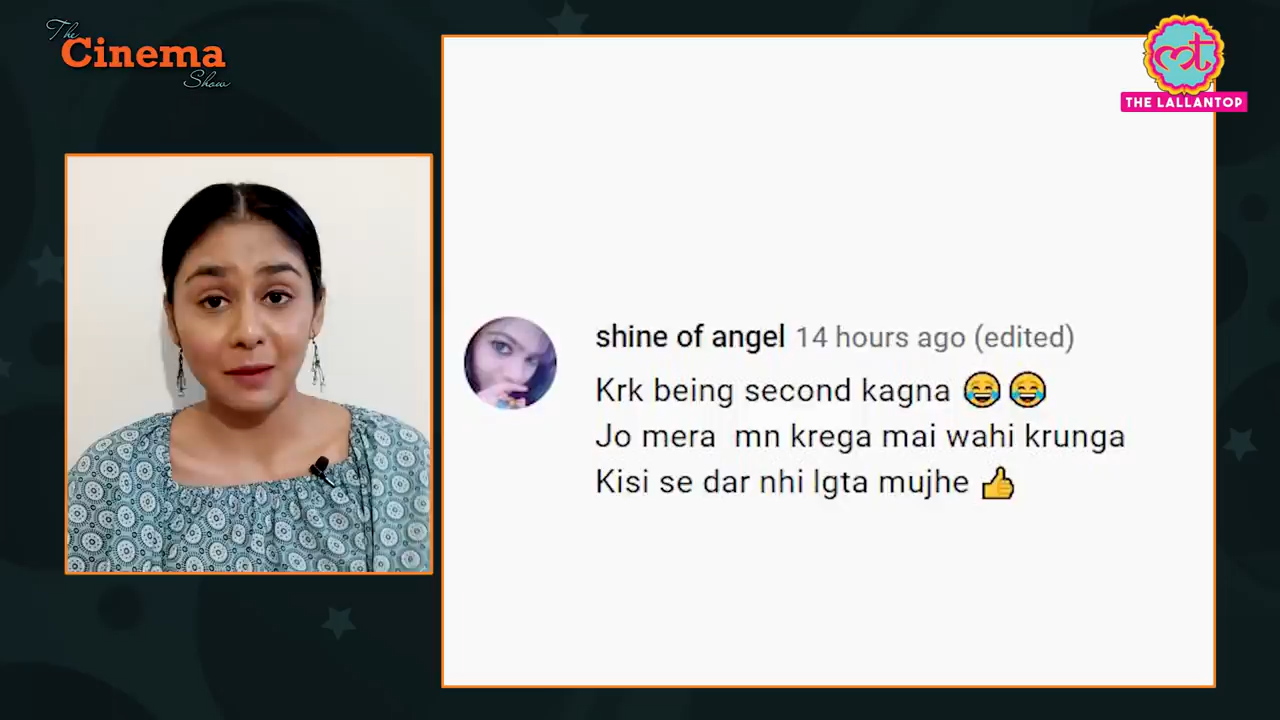 The
Cinema
Show
THE LALLANTOP
shine of angel 14 hours ago (edited)
Krk being second kagna 😂😂
Jo mera mn krega mai wahi krunga
Kisi se dar nhi lgta mujhe 👍